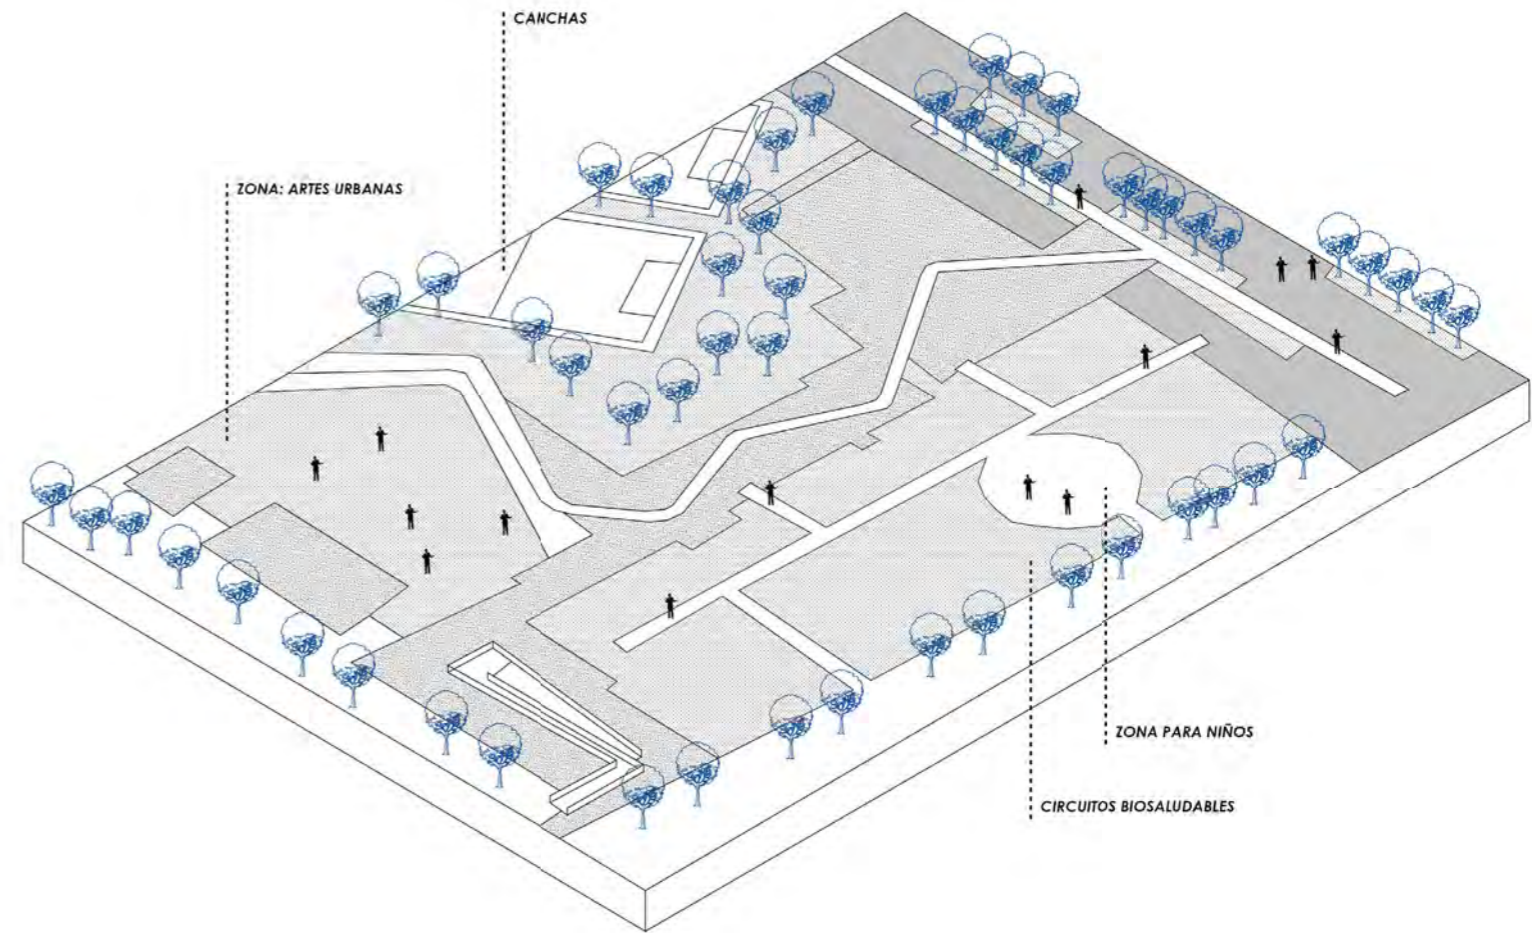 CANCHAS
ZONA: ARTES URBANAS
ZONA PARA NIÑOS
CIRCUITOS BIOSALUDABLES